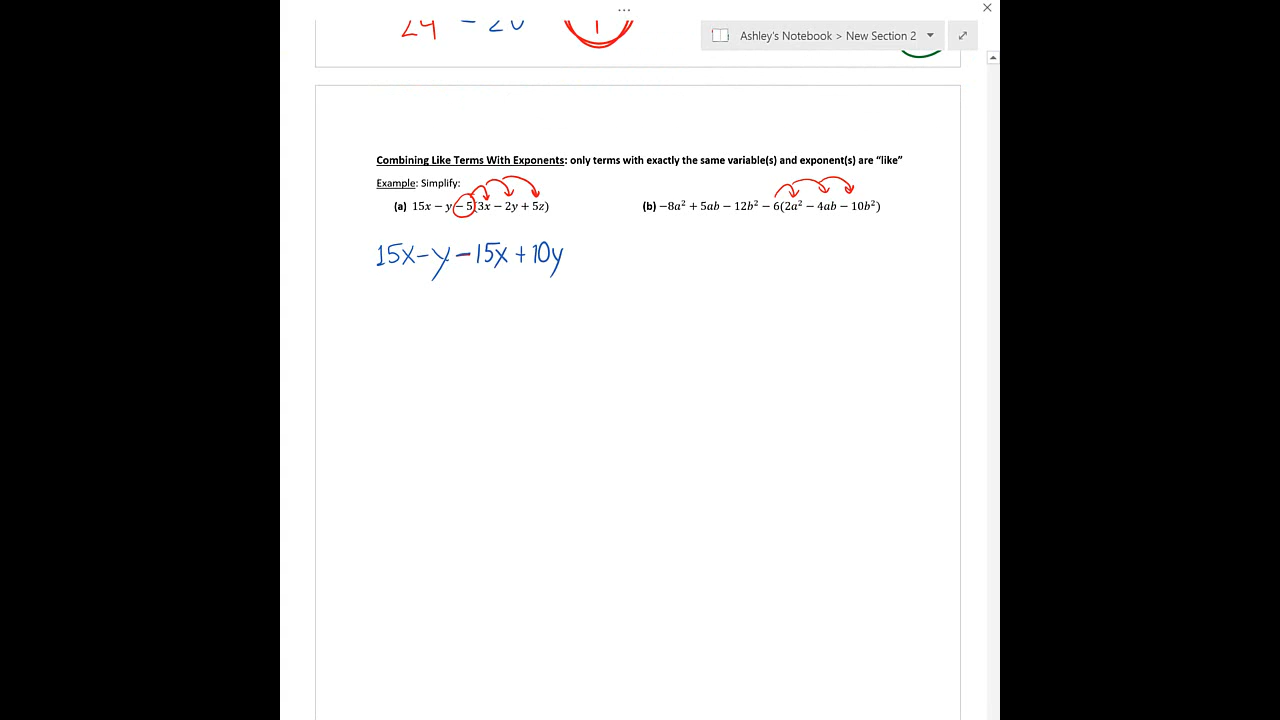 24 - 20 1
Ashley's Notebook > New Section 2
Combining Like Terms With Exponents: only terms with exactly the same variable(s) and exponent(s) are “like”
Example: Simplify:
(a) 15x − y − 5(3x − 2y + 5z)
(b) −8a² + 5ab − 12b² − 6(2a² − 4ab − 10b²)
15x - y - 15x + 10y